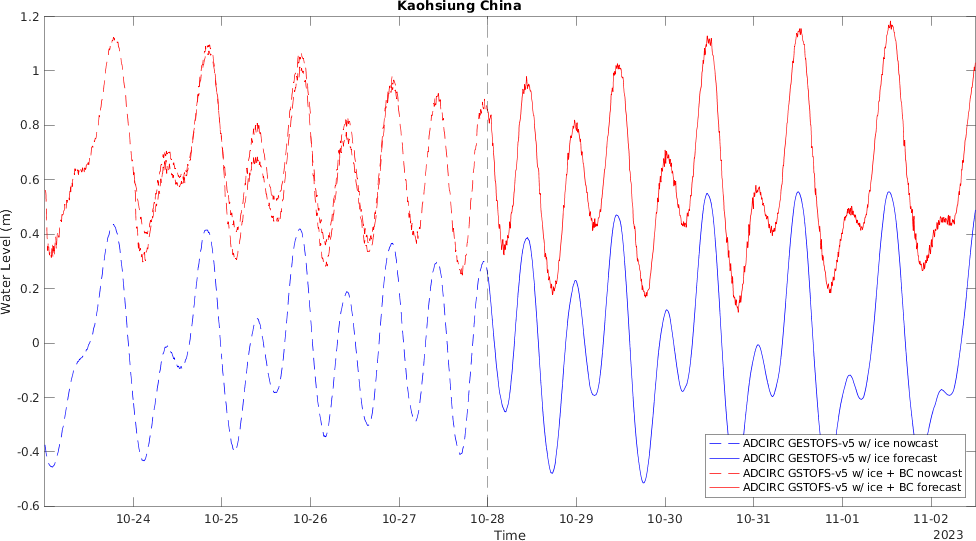 Kaohsiung China
1.2
1
0.8
0.6
0.4
0.2
0
-0.2
-0.4
-0.6
Water Level (m)
10-24 10-25 10-26 10-27 10-28 10-29 10-30 10-31 11-01 11-02
Time
2023
ADCIRC GESTOFS-v5 w/ ice nowcast
ADCIRC GESTOFS-v5 w/ ice forecast
ADCIRC GSTOFS-v5 w/ ice + BC nowcast
ADCIRC GSTOFS-v5 w/ ice + BC forecast